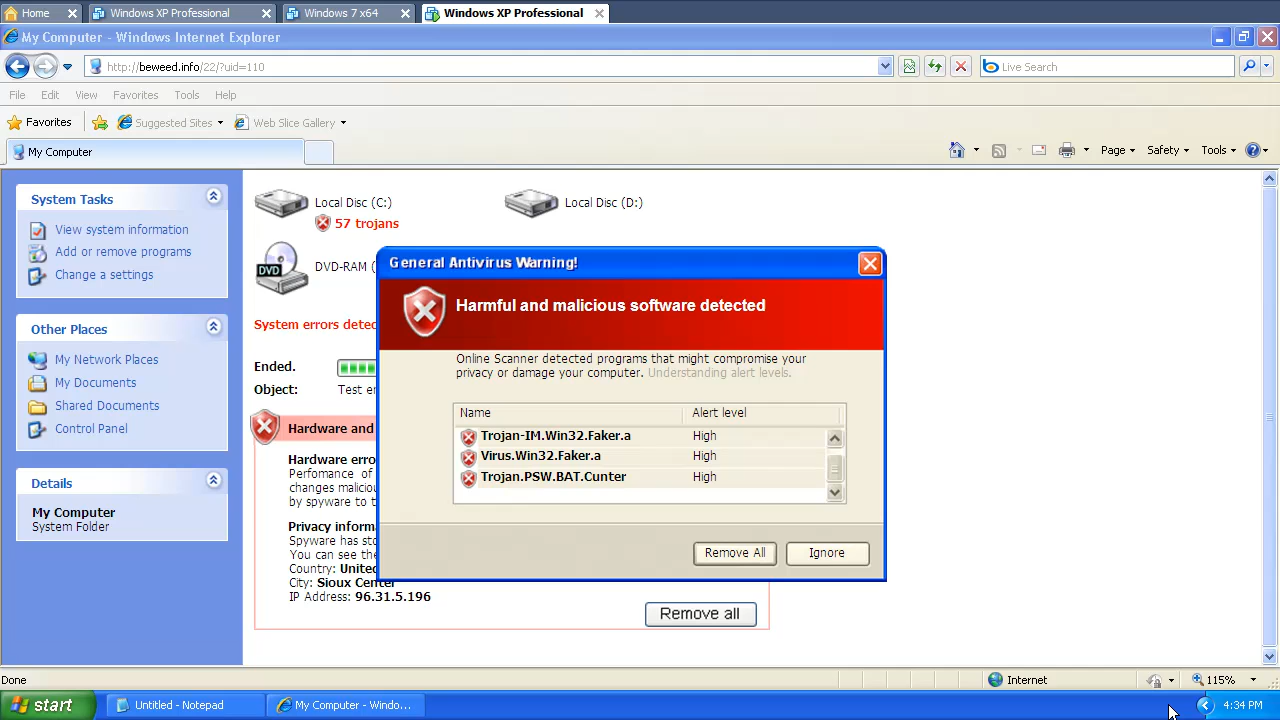 Home
Windows XP Professional
Windows 7 x64
Windows XP Professional
My Computer - Windows Internet Explorer
http://beweed.info/22/?uid=110
Live Search
File Edit View Favorites Tools Help
Favorites
Suggested Sites
Web Slice Gallery
My Computer
Page
Safety
Tools
System Tasks
View system information
Add or remove programs
Change a settings
Other Places
My Network Places
My Documents
Shared Documents
Control Panel
Details
My Computer
System Folder
Local Disc (C:)
57 trojans
Local Disc (D:)
DVD
DVD-RAM (
System errors detec
Ended.
Object: Test er
Hardware and
Hardware erro
Perfomance of
changes malicio
by spyware to t
Privacy inform
Spyware has sto
You can see the
Country: Unite
City: Sioux Center
IP Address: 96.31.5.196
Remove all
General Antivirus Warning!
Harmful and malicious software detected
Online Scanner detected programs that might compromise your
privacy or damage your computer. Understanding alert levels.
Name Alert level
Trojan-IM.Win32.Faker.a High
Virus.Win32.Faker.a High
Trojan.PSW.BAT.Cunter High
Remove All
Ignore
Done
Internet
115%
start
Untitled - Notepad
My Computer - Windo...
4:34 PM